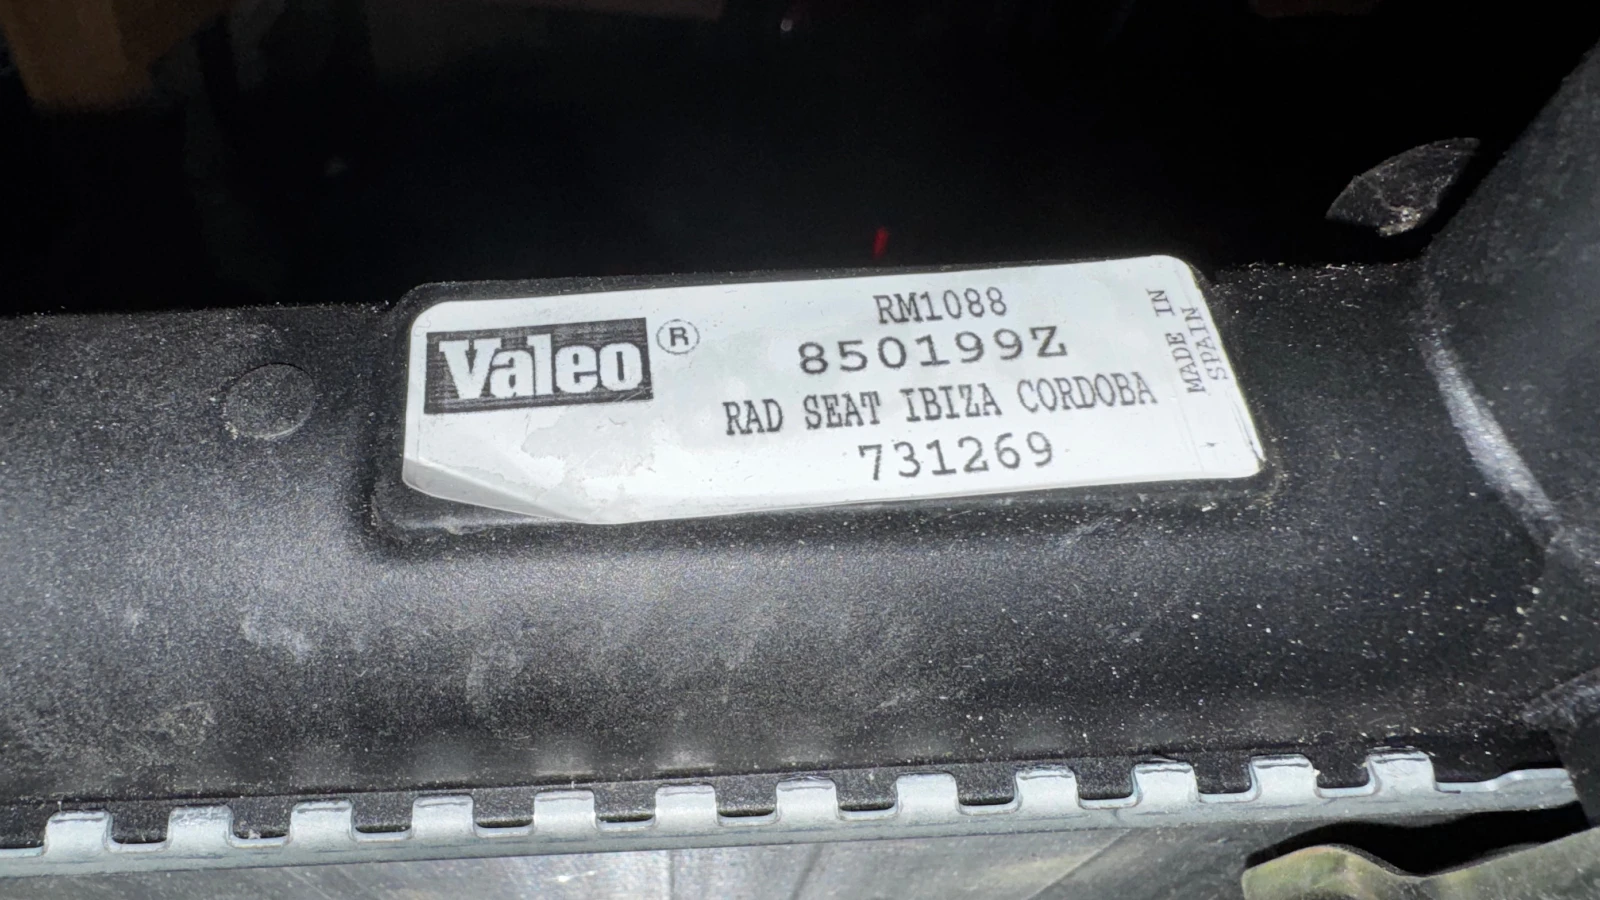 Valeo ®
RM1088
850199Z
RAD SEAT IBIZA CORDOBA
731269
MADE IN
SPAIN